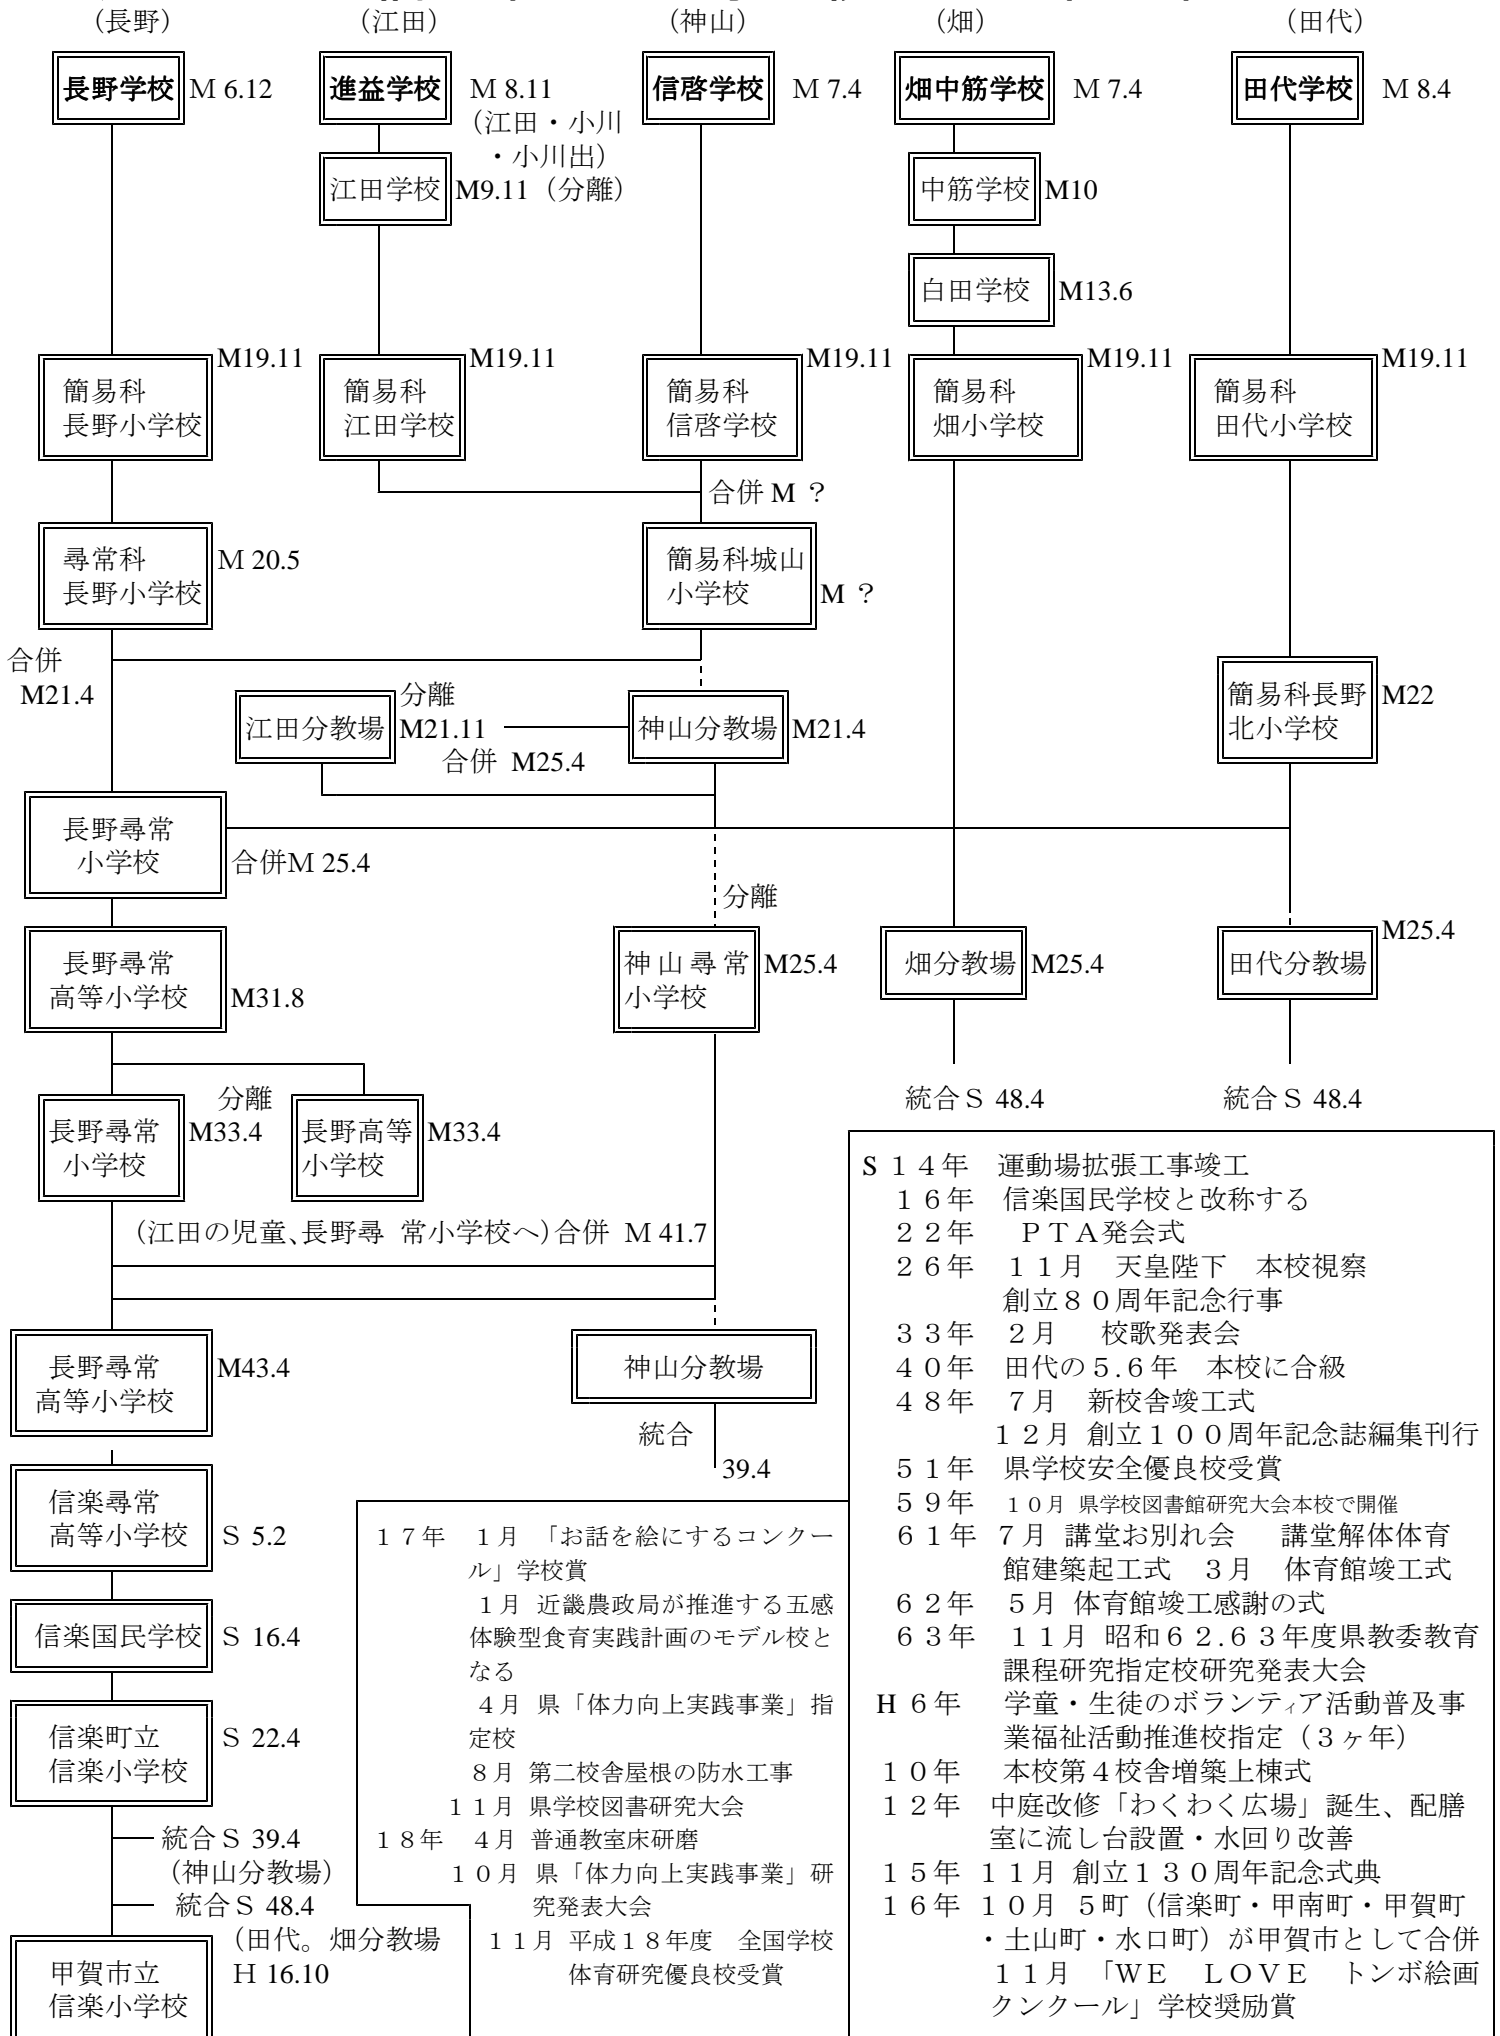 （長野）
（江田）
（神山）
（畑）
（田代）
長野学校 M 6.12
進益学校 M 8.11
（江田・小川
・小川出）
信啓学校 M 7.4
畑中筋学校 M 7.4
田代学校 M 8.4
江田学校 M9.11（分離）
中筋学校 M10
白田学校 M13.6
簡易科
長野小学校
M19.11
簡易科
江田学校
M19.11
簡易科
信啓学校
M19.11
簡易科
畑小学校
M19.11
簡易科
田代小学校
M19.11
合併 M ？
尋常科
長野小学校
M 20.5
簡易科城山
小学校
M ？
合併
M21.4
江田分教場
分離
M21.11
合併 M25.4
神山分教場 M21.4
簡易科長野
北小学校
M22
長野尋常
小学校
合併M 25.4
分離
長野尋常
高等小学校
M31.8
神山尋常
小学校
M25.4
畑分教場 M25.4
田代分教場
M25.4
統合Ｓ 48.4
統合Ｓ 48.4
分離
長野尋常
小学校
M33.4
長野高等
小学校
M33.4
（江田の児童、長野尋 常小学校へ）合併 M 41.7
長野尋常
高等小学校
M43.4
神山分教場
統合
39.4
信楽尋常
高等小学校
Ｓ 5.2
信楽国民学校 Ｓ 16.4
信楽町立
信楽小学校
Ｓ 22.4
統合Ｓ 39.4
（神山分教場）
統合Ｓ 48.4
（田代。畑分教場
甲賀市立
信楽小学校
Ｈ 16.10
S １４年 運動場拡張工事竣工
１６年 信楽国民学校と改称する
２２年 ＰＴＡ発会式
２６年 １１月 天皇陛下 本校視察
創立８０周年記念行事
３３年 ２月 校歌発表会
４０年 田代の５.６年 本校に合級
４８年 ７月 新校舎竣工式
１２月 創立１００周年記念誌編集刊行
５１年 県学校安全優良校受賞
５９年 １０月 県学校図書館研究大会本校で開催
６１年 ７月 講堂お別れ会 講堂解体体育
館建築起工式 ３月 体育館竣工式
６２年 ５月 体育館竣工感謝の式
６３年 １１月 昭和６２.６３年度県教委教育
課程研究指定校研究発表大会
H ６年 学童・生徒のボランティア活動普及事
業福祉活動推進校指定（３ヶ年）
１０年 本校第４校舎増築上棟式
１２年 中庭改修「わくわく広場」誕生、配膳
室に流し台設置・水回り改善
１５年 １１月 創立１３０周年記念式典
１６年 １０月 ５町（信楽町・甲南町・甲賀町
・土山町・水口町）が甲賀市として合併
１１月 「ＷＥ ＬＯＶＥ トンボ絵画
クンクール」学校奨励賞
１７年 １月 「お話を絵にするコンクー
ル」学校賞
１月 近畿農政局が推進する五感
体験型食育実践計画のモデル校と
なる
４月 県「体力向上実践事業」指
定校
８月 第二校舎屋根の防水工事
１１月 県学校図書研究大会
１８年 ４月 普通教室床研磨
１０月 県「体力向上実践事業」研
究発表大会
１１月 平成１８年度 全国学校
体育研究優良校受賞